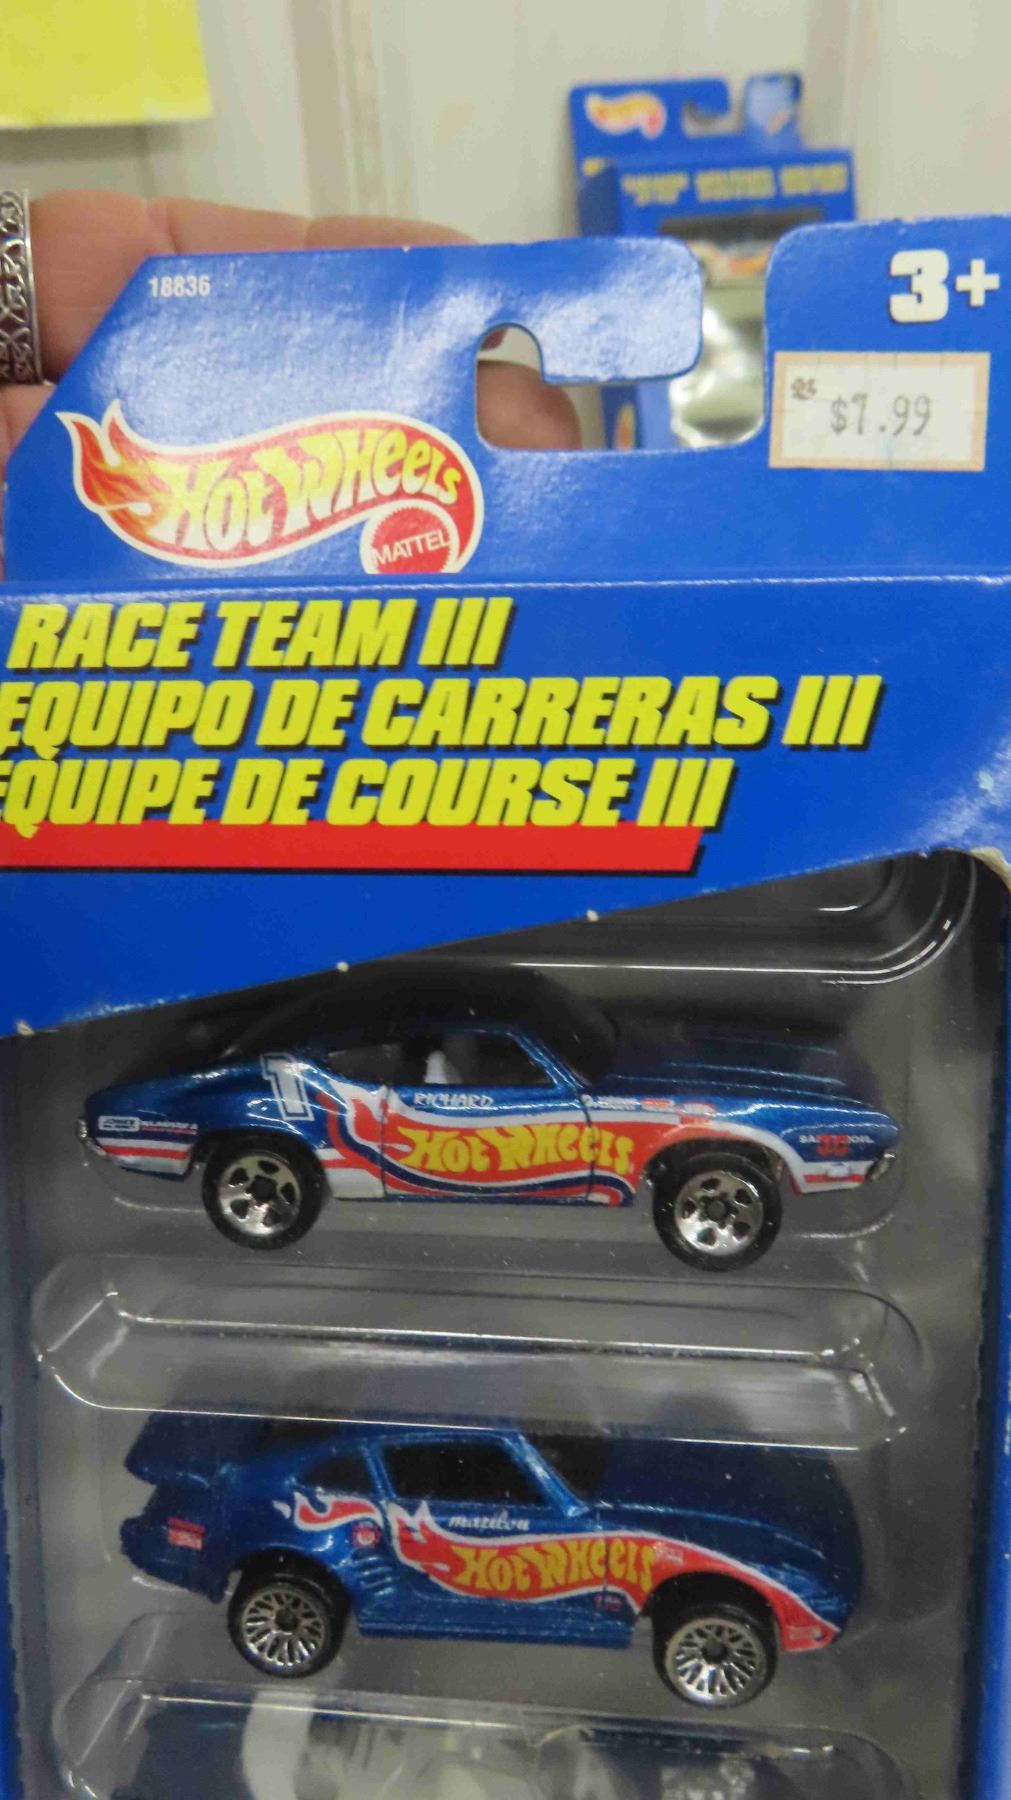 18836
3+
$7.99
HOT WHEELS
MATTEL
RACE TEAM III
EQUIPO DE CARRERAS III
EQUIPE DE COURSE III
1
RICHARD
HOT WHEELS
HOT WHEELS